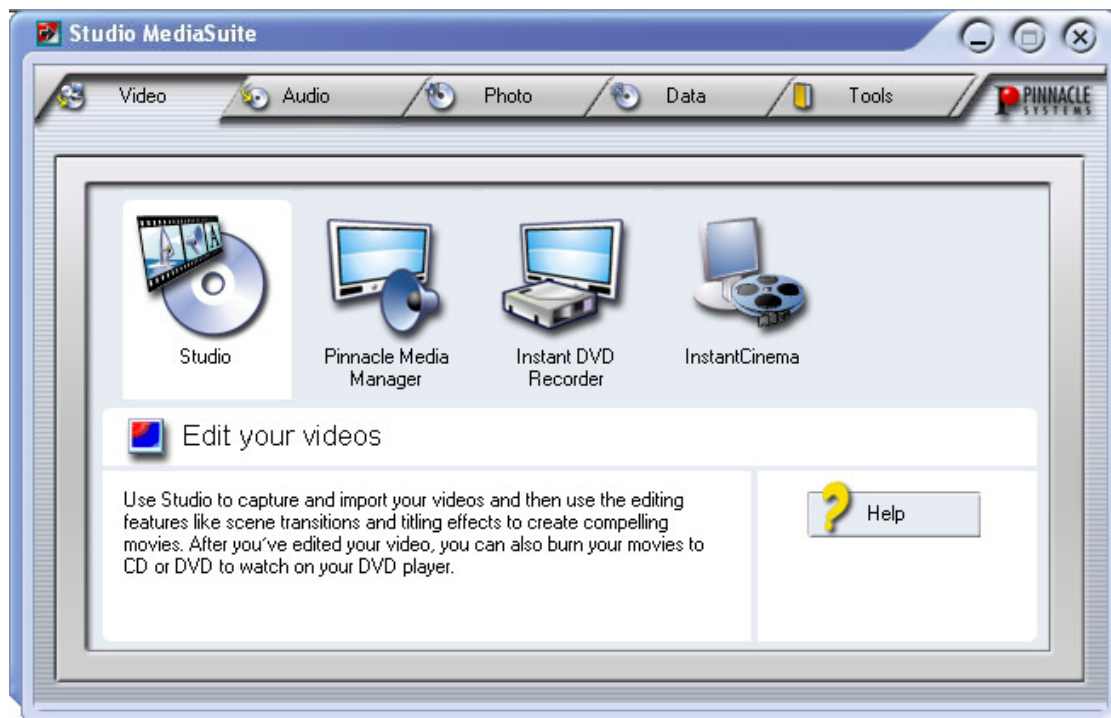 Studio MediaSuite
Video
Audio
Photo
Data
Tools
PINNACLE
SYSTEMS
A
Studio
Pinnacle Media
Manager
Instant DVD
Recorder
InstantCinema
Edit your videos
Use Studio to capture and import your videos and then use the editing
features like scene transitions and titling effects to create compelling
movies. After you´ve edited your video, you can also burn your movies to
CD or DVD to watch on your DVD player.
Help